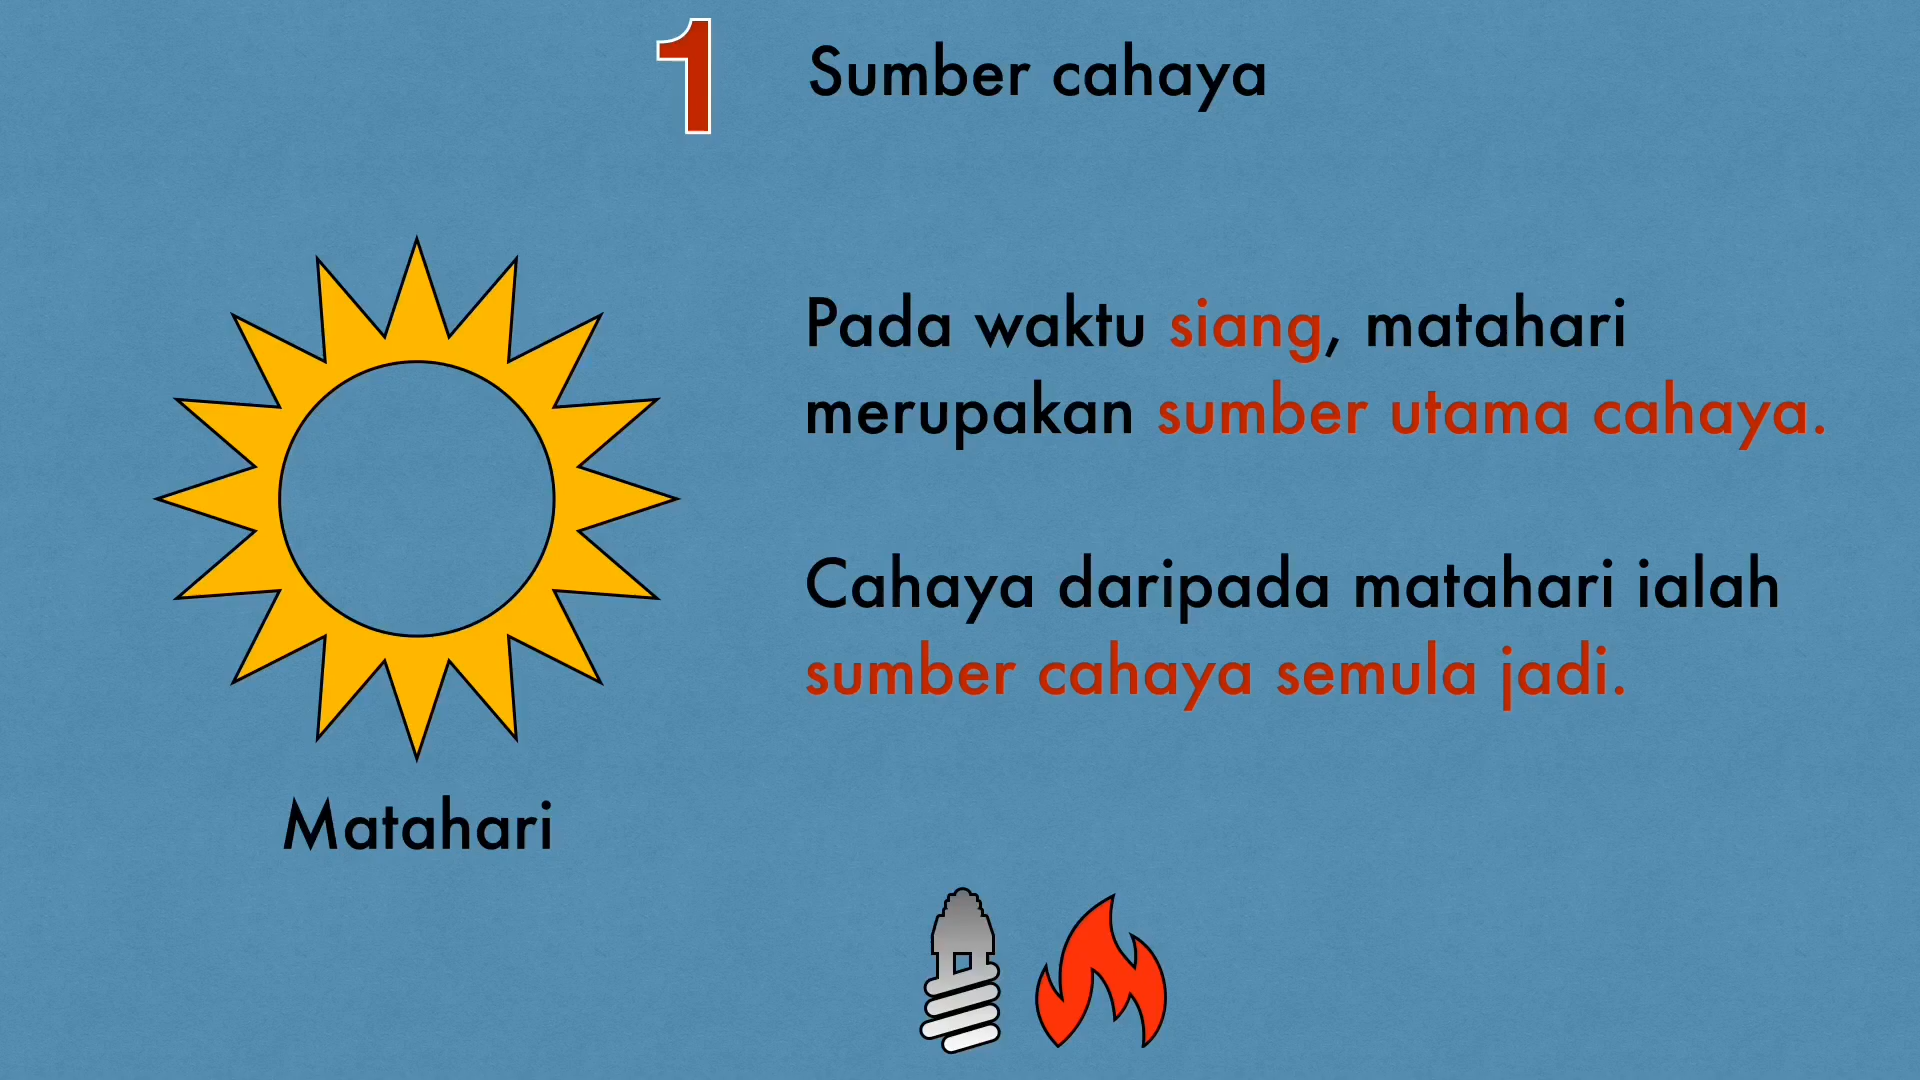 1 Sumber cahaya
Pada waktu siang, matahari
merupakan sumber utama cahaya.
Cahaya daripada matahari ialah
sumber cahaya semula jadi.
Matahari